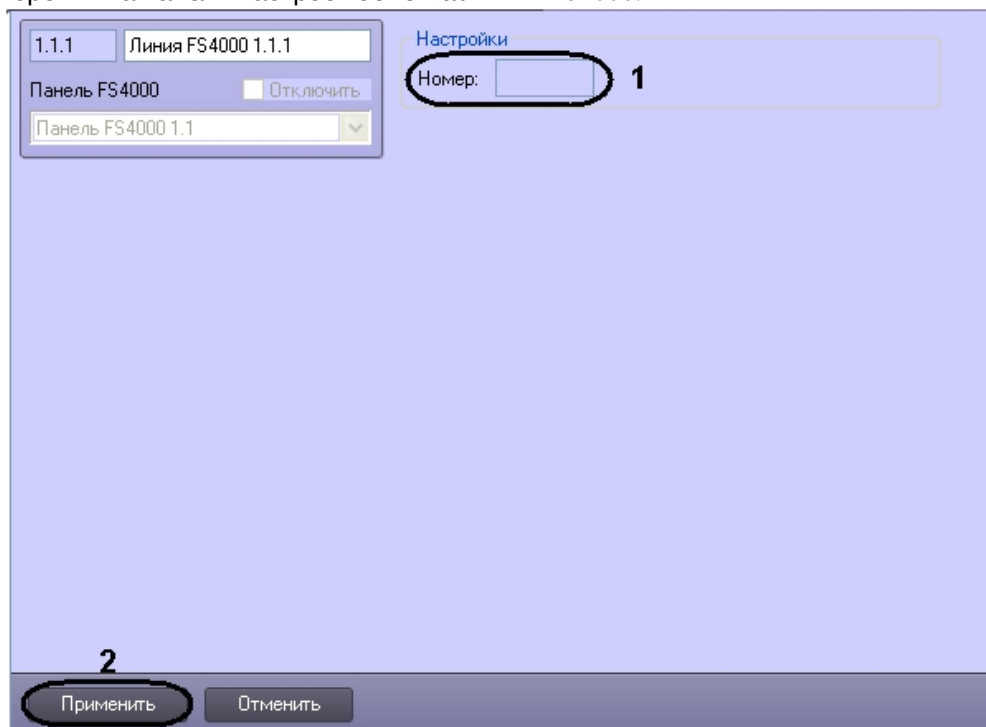 1.1.1 Линия FS4000 1.1.1
Настройки
Номер: 1
Панель FS4000 Отключить
Панель FS4000 1.1
2
Применить Отменить